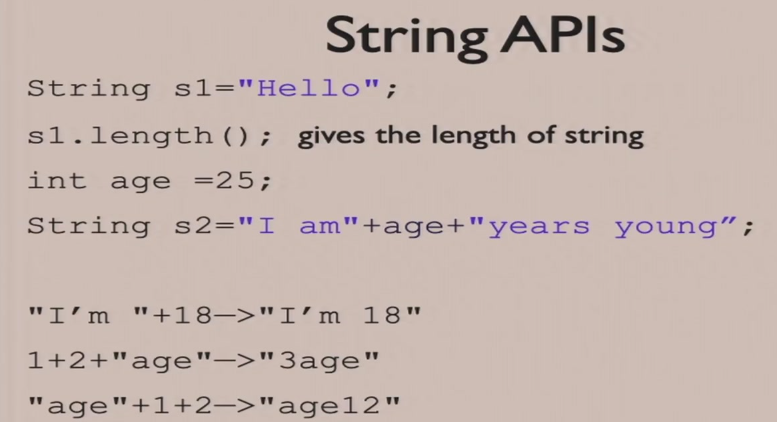 String APIs
String s1="Hello";
s1.length(); gives the length of string
int age =25;
String s2="I am"+age+"years young”;
"I’m "+18—>"I’m 18"
1+2+"age"—>"3age"
"age"+1+2—>"age12"